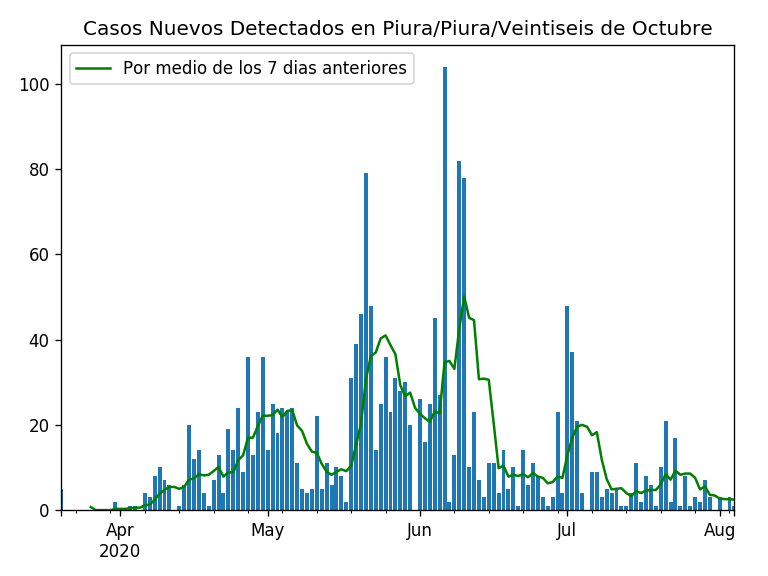 Casos Nuevos Detectados en Piura/Piura/Veintiseis de Octubre
Por medio de los 7 dias anteriores
100
80
60
40
20
0
Apr
2020
May
Jun
Jul
Aug